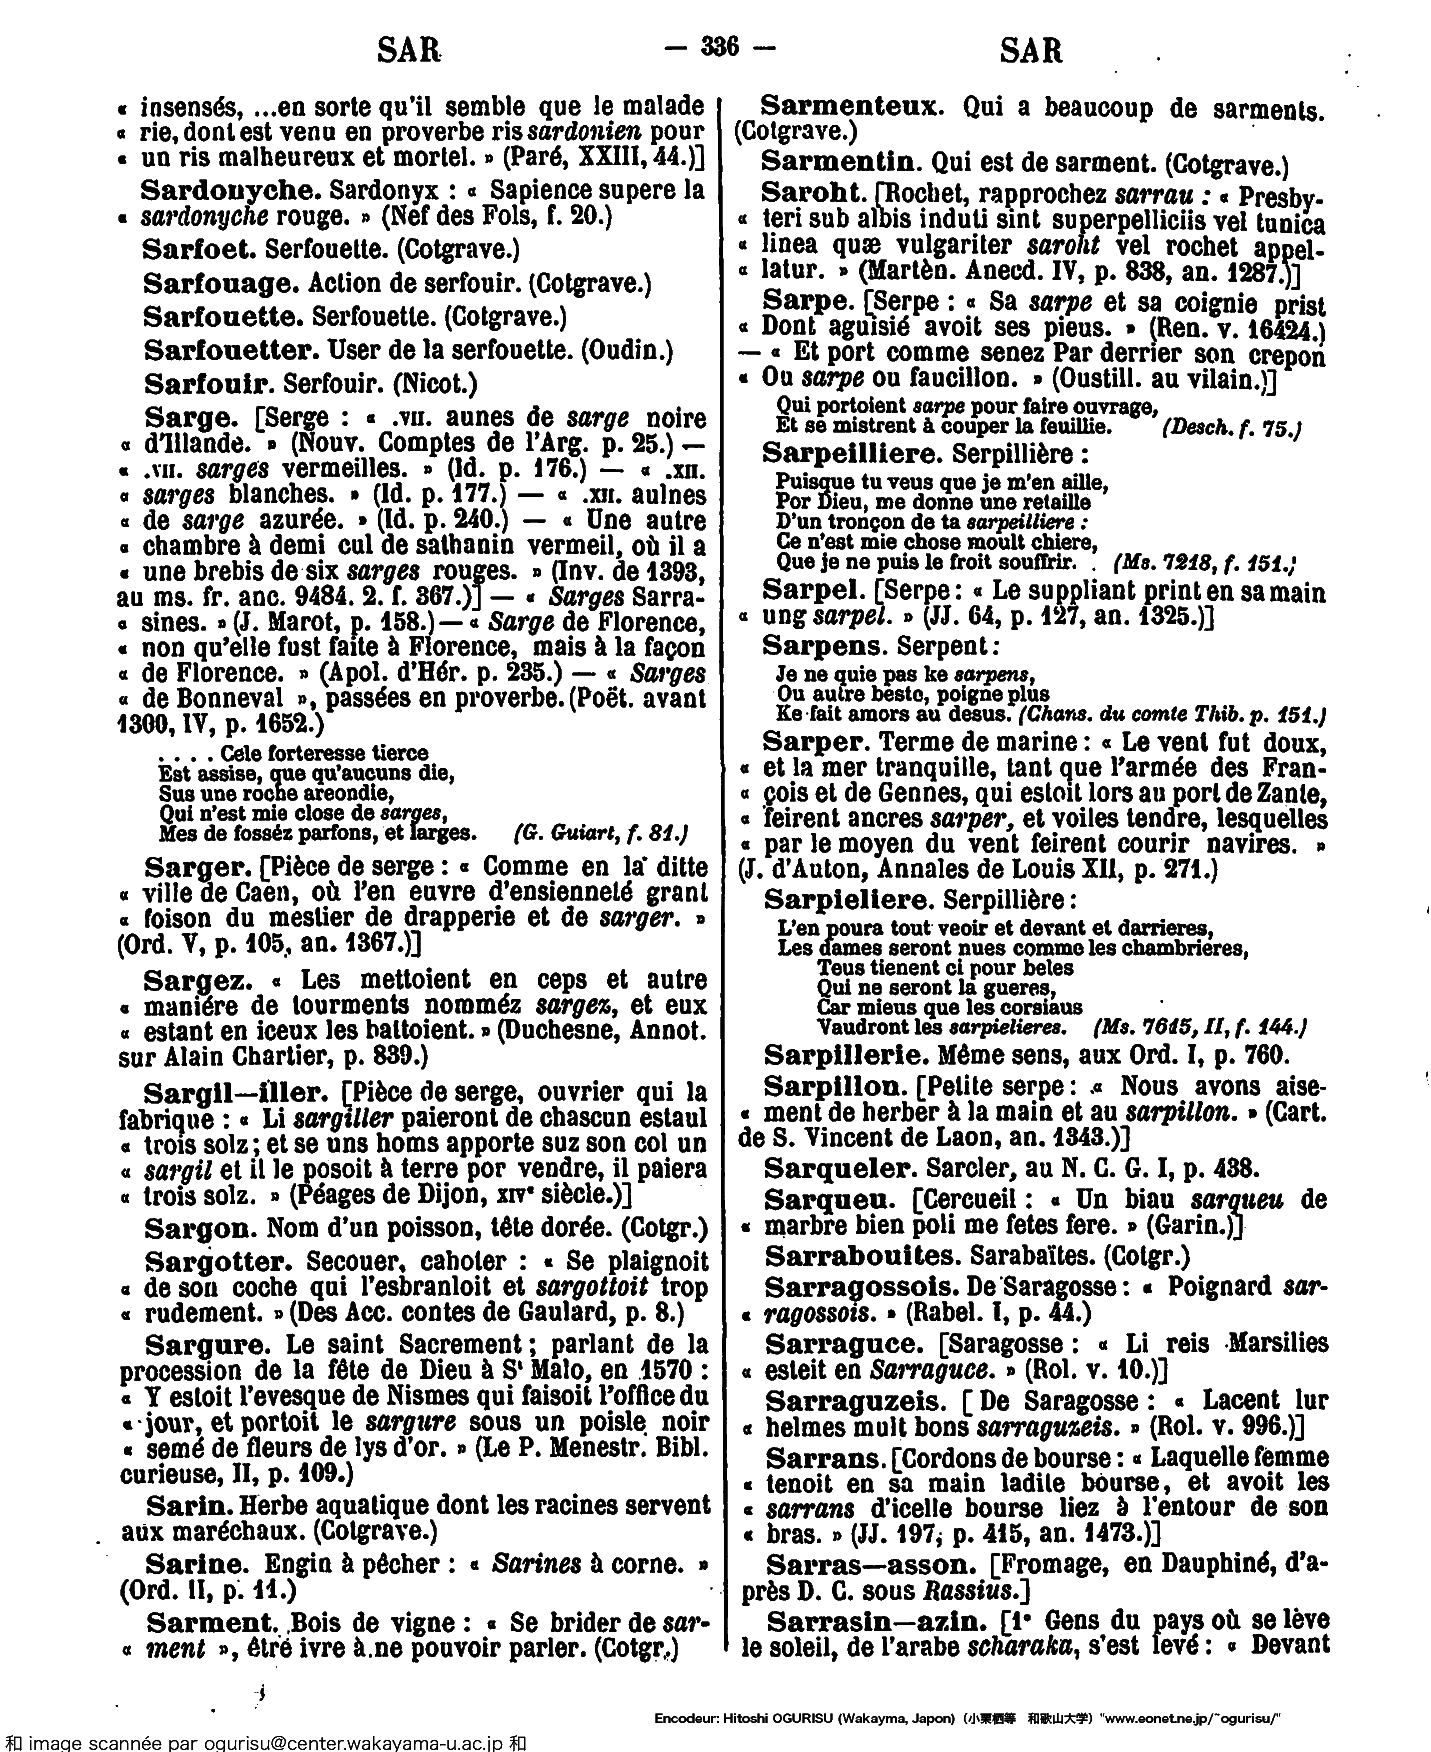 SAR — 336 — SAR
« insensés, ...en sorte qu'il semble que le malade
« rie, dont est venu en proverbe ris sardonien pour
« un ris malheureux et mortel. » (Paré, XXIII, 44.)]
Sardonyche. Sardonyx : « Sapience supere la
« sardonyche rouge. » (Nef des Fols, f. 20.)
Sarfoet. Serfouette. (Cotgrave.)
Sarfouage. Action de serfouir. (Cotgrave.)
Sarfouette. Serfouette. (Cotgrave.)
Sarfouetter. User de la serfouette. (Oudin.)
Sarfouir. Serfouir. (Nicot.)
Sarge. [Serge : « .VII. aunes de sarge noire
« d'Illande. » (Nouv. Comptes de l'Arg. p. 25.) —
« .VII. sarges vermeilles. » (Id. p. 176.) — « .XII.
« sarges blanches. » (Id. p. 177.) — « .XII. aulnes
« de sarge azurée. » (Id. p. 240.) — « Une autre
« chambre à demi cul de sathanin vermeil, où il a
« une brebis de six sarges rouges. » (Inv. de 1393,
au ms. fr. anc. 9484. 2. f. 367.)] — « Sarges Sarra-
« sines. » (J. Marot, p. 158.) — « Sarge de Florence,
« non qu'elle fust faite à Florence, mais à la façon
« de Florence. » (Apol. d'Hér. p. 235.) — « Sarges
« de Bonneval », passées en proverbe. (Poët. avant
1300, IV, p. 1652.)
. . . . Cele forteresse tierce
Est assise, que qu'aucuns die,
Sus une roche areondie,
Qui n'est mie close de sarges,
Mes de fosséz parfons, et larges. (G. Guiart, f. 81.)
Sarger. [Pièce de serge : « Comme en la ditte
« ville de Caen, où l'en euvre d'ensienneté grant
« foison du mestier de drapperie et de sarger. »
(Ord. V, p. 105, an. 1367.)]
Sargez. « Les mettoient en ceps et autre
« maniére de tourments nomméz sargez, et eux
« estant en iceux les battoient. » (Duchesne, Annot.
sur Alain Chartier, p. 839.)
Sargil—iller. [Pièce de serge, ouvrier qui la
fabrique : « Li sargiller paieront de chascun estaul
« trois solz ; et se uns homs apporte suz son col un
« sargil et il le posoit à terre por vendre, il paiera
« trois solz. » (Péages de Dijon, XIVe siècle.)]
Sargon. Nom d'un poisson, tête dorée. (Cotgr.)
Sargotter. Secouer, cahoter : « Se plaignoit
« de son coche qui l'esbranloit et sargottoit trop
« rudement. » (Des Acc. contes de Gaulard, p. 8.)
Sargure. Le saint Sacrement ; parlant de la
procession de la fête de Dieu à St Malo, en 1570 :
« Y estoit l'evesque de Nismes qui faisoit l'office du
« jour, et portoit le sargure sous un poisle noir
« semé de fleurs de lys d'or. » (Le P. Menestr. Bibl.
curieuse, II, p. 109.)
Sarin. Herbe aquatique dont les racines servent
aux maréchaux. (Cotgrave.)
Sarine. Engin à pêcher : « Sarines à corne. »
(Ord. II, p. 11.)
Sarment. Bois de vigne : « Se brider de sar-
« ment », être ivre à ne pouvoir parler. (Cotgr.)
Sarmenteux. Qui a beaucoup de sarments.
(Cotgrave.)
Sarmentin. Qui est de sarment. (Cotgrave.)
Saroht. [Rochet, rapprochez sarrau : « Presby-
« teri sub albis induti sint superpelliciis vel tunica
« linea quæ vulgariter saroht vel rochet appel-
« latur. » (Martèn. Anecd. IV, p. 838, an. 1287.)]
Sarpe. [Serpe : « Sa sarpe et sa coignie prist
« Dont aguisié avoit ses pieus. » (Ren. v. 16424.)
— « Et port comme senez Par derrier son crepon
« Ou sarpe ou faucillon. » (Oustill. au vilain.)]
Qui portoient sarpe pour faire ouvrage,
Et se mistrent à couper la feuillie. (Desch. f. 75.)
Sarpeilliere. Serpillière :
Puisque tu veus que je m'en aille,
Por Dieu, me donne une retaille
D'un tronçon de ta sarpeilliere :
Ce n'est mie chose moult chiere,
Que je ne puis le froit souffrir. (Ms. 7218, f. 151.)
Sarpel. [Serpe : « Le suppliant print en sa main
« ung sarpel. » (JJ. 64, p. 127, an. 1325.)]
Sarpens. Serpent :
Je ne quie pas ke sarpens,
Ou autre beste, poigne plus
Ke fait amors au desus. (Chans. du comte Thib. p. 151.)
Sarper. Terme de marine : « Le vent fut doux,
« et la mer tranquille, tant que l'armée des Fran-
« çois et de Gennes, qui estoit lors au port de Zante,
« feirent ancres sarper, et voiles tendre, lesquelles
« par le moyen du vent feirent courir navires. »
(J. d'Auton, Annales de Louis XII, p. 271.)
Sarpieliere. Serpillière :
L'en poura tout veoir et devant et darrieres,
Les dames seront nues comme les chambrieres,
Teus tienent ci pour beles
Qui ne seront la gueres,
Car mieus que les corsiaus
Vaudront les sarpielieres. (Ms. 7615, II, f. 144.)
Sarpillerie. Même sens, aux Ord. I, p. 760.
Sarpillon. [Petite serpe : « Nous avons aise-
« ment de herber à la main et au sarpillon. » (Cart.
de S. Vincent de Laon, an. 1343.)]
Sarqueler. Sarcler, au N. C. G. I, p. 438.
Sarqueu. [Cercueil : « Un biau sarqueu de
« marbre bien poli me fetes fere. » (Garin.)]
Sarrabouites. Sarabaïtes. (Cotgr.)
Sarragossois. De Saragosse : « Poignard sar-
« ragossois. » (Rabel. I, p. 44.)
Sarraguce. [Saragosse : « Li reis Marsilies
« esteit en Sarraguce. » (Rol. v. 10.)]
Sarraguzeis. [De Saragosse : « Lacent lur
« helmes mult bons sarraguzeis. » (Rol. v. 996.)]
Sarrans. [Cordons de bourse : « Laquelle femme
« tenoit en sa main ladite bourse, et avoit les
« sarrans d'icelle bourse liez à l'entour de son
« bras. » (JJ. 197, p. 415, an. 1473.)]
Sarras—asson. [Fromage, en Dauphiné, d'a-
près D. C. sous Rassius.]
Sarrasin—azin. [1° Gens du pays où se lève
le soleil, de l'arabe scharaka, s'est levé : « Devant
Encodeur: Hitoshi OGURISU (Wakayma, Japon) (小栗栖等 和歌山大学) "www.eonet.ne.jp/~ogurisu/"
和 image scannée par ogurisu@center.wakayama-u.ac.jp 和